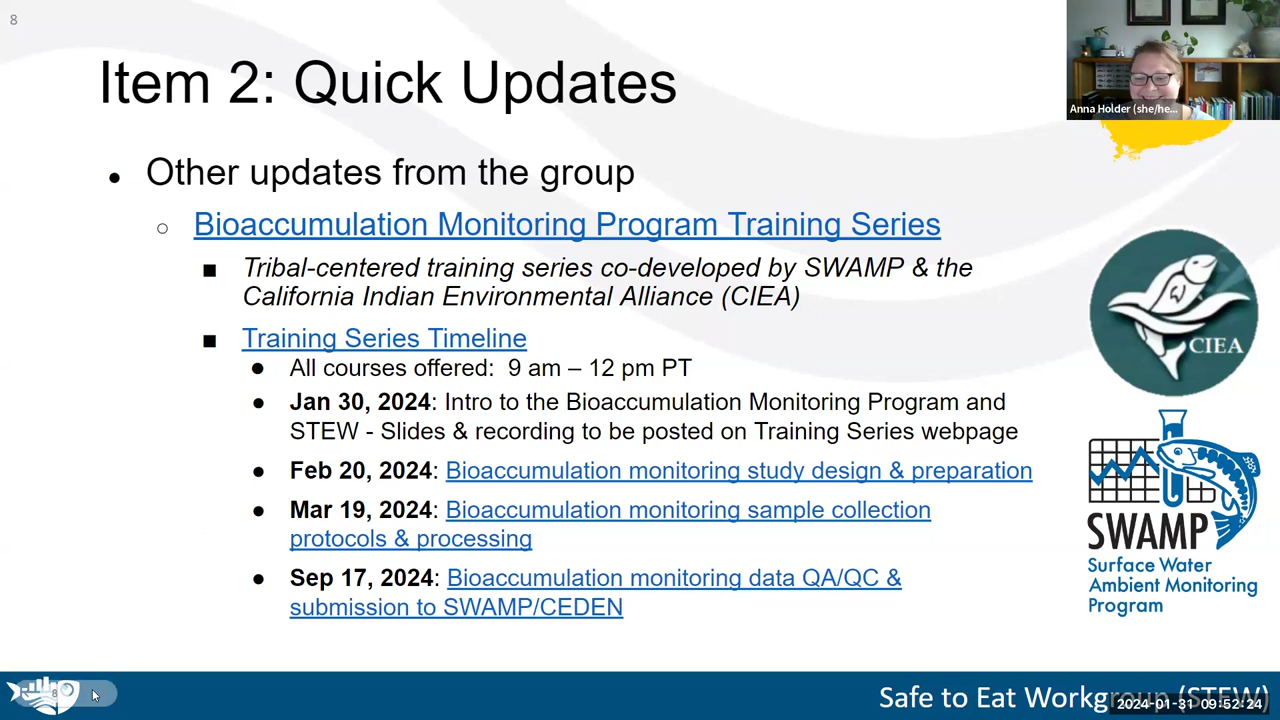 8
Item 2: Quick Updates
Anna Holder (she/he...
● Other updates from the group
○ Bioaccumulation Monitoring Program Training Series
■ Tribal-centered training series co-developed by SWAMP & the
California Indian Environmental Alliance (CIEA)
■ Training Series Timeline
● All courses offered: 9 am – 12 pm PT
● Jan 30, 2024: Intro to the Bioaccumulation Monitoring Program and
STEW - Slides & recording to be posted on Training Series webpage
● Feb 20, 2024: Bioaccumulation monitoring study design & preparation
● Mar 19, 2024: Bioaccumulation monitoring sample collection
protocols & processing
● Sep 17, 2024: Bioaccumulation monitoring data QA/QC &
submission to SWAMP/CEDEN
CIEA
SWAMP
Surface Water
Ambient Monitoring
Program
8
Safe to Eat Workgroup (STEW)
2024-01-31 09:52:24